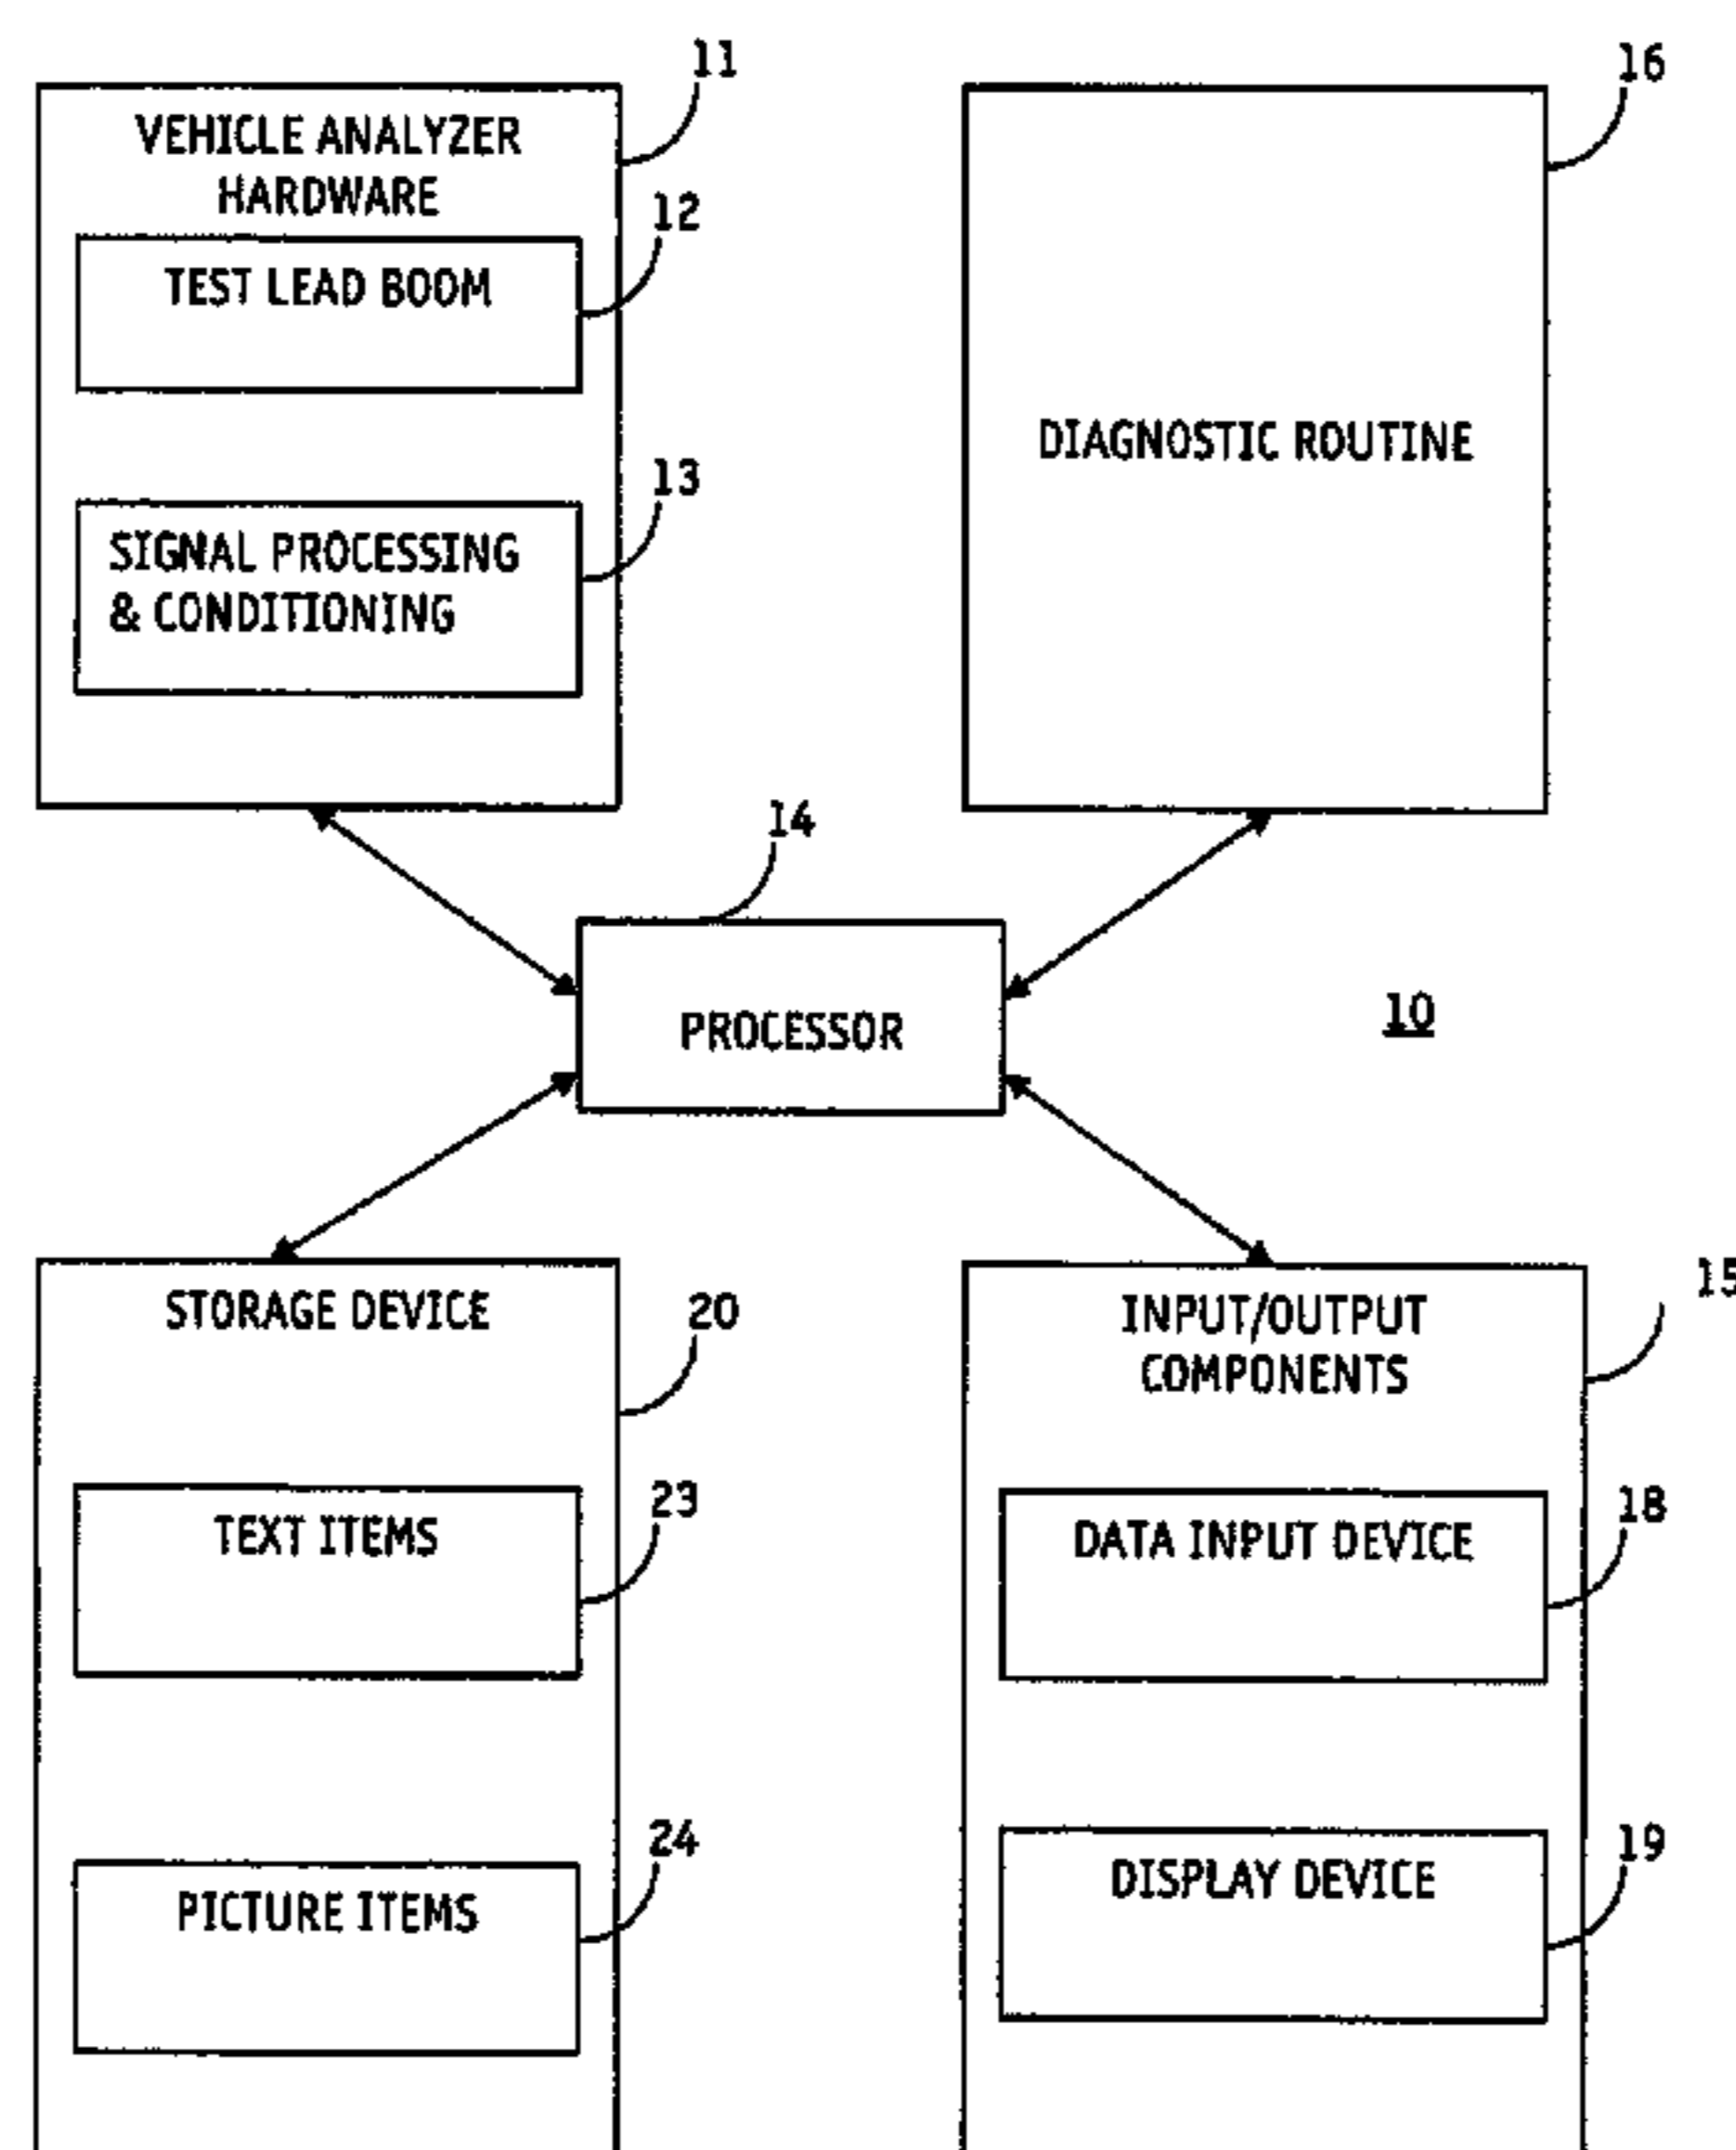 11
VEHICLE ANALYZER
HARDWARE
12
TEST LEAD BOOM
13
SIGNAL PROCESSING
& CONDITIONING
16
DIAGNOSTIC ROUTINE
14
PROCESSOR
10
STORAGE DEVICE
20
TEXT ITEMS
23
PICTURE ITEMS
24
INPUT/OUTPUT
COMPONENTS
15
DATA INPUT DEVICE
18
DISPLAY DEVICE
19